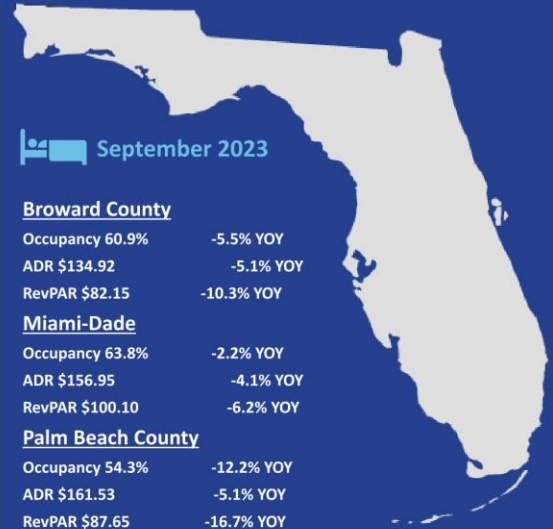 September 2023
Broward County
Occupancy 60.9% -5.5% YOY
ADR $134.92 -5.1% YOY
RevPAR $82.15 -10.3% YOY
Miami-Dade
Occupancy 63.8% -2.2% YOY
ADR $156.95 -4.1% YOY
RevPAR $100.10 -6.2% YOY
Palm Beach County
Occupancy 54.3% -12.2% YOY
ADR $161.53 -5.1% YOY
RevPAR $87.65 -16.7% YOY